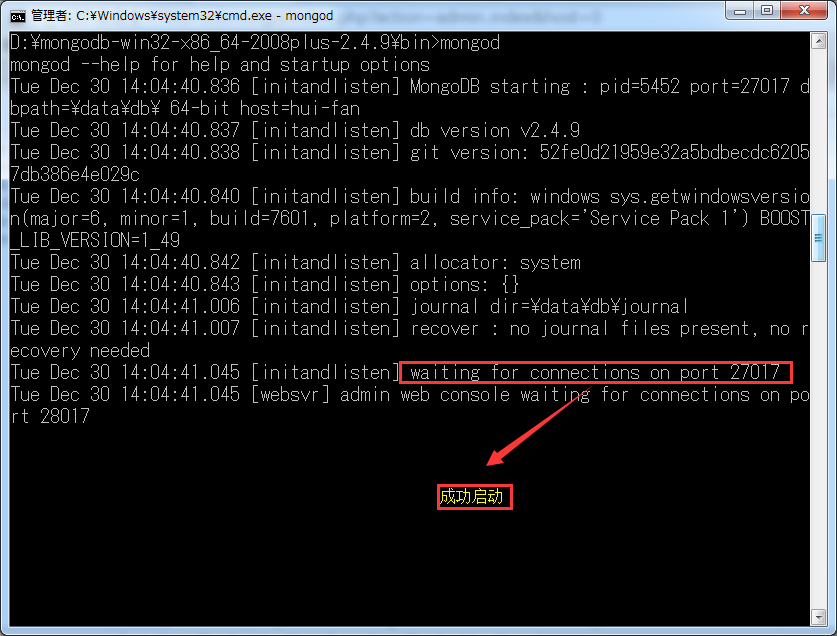 管理者: C:¥Windows¥system32¥cmd.exe - mongod
D:¥mongodb-win32-x86_64-2008plus-2.4.9¥bin>mongod
mongod --help for help and startup options
Tue Dec 30 14:04:40.836 [initandlisten] MongoDB starting : pid=5452 port=27017 d
bpath=¥data¥db¥ 64-bit host=hui-fan
Tue Dec 30 14:04:40.837 [initandlisten] db version v2.4.9
Tue Dec 30 14:04:40.838 [initandlisten] git version: 52fe0d21959e32a5bdbecdc6205
7db386e4e029c
Tue Dec 30 14:04:40.840 [initandlisten] build info: windows sys.getwindowsversio
n(major=6, minor=1, build=7601, platform=2, service_pack='Service Pack 1') BOOST
_LIB_VERSION=1_49
Tue Dec 30 14:04:40.842 [initandlisten] allocator: system
Tue Dec 30 14:04:40.843 [initandlisten] options: {}
Tue Dec 30 14:04:41.006 [initandlisten] journal dir=¥data¥db¥journal
Tue Dec 30 14:04:41.007 [initandlisten] recover : no journal files present, no r
ecovery needed
Tue Dec 30 14:04:41.045 [initandlisten] waiting for connections on port 27017
Tue Dec 30 14:04:41.045 [websvr] admin web console waiting for connections on po
rt 28017
成功启动